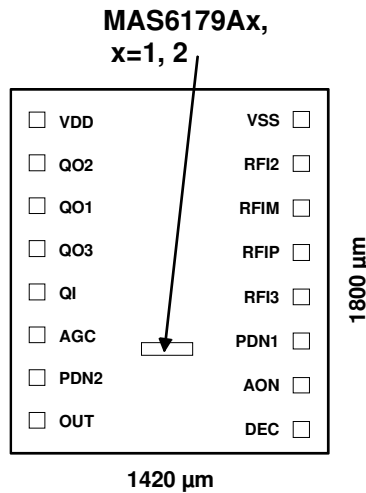 MAS6179Ax,
x=1, 2
VDD
VSS
QO2
RFI2
QO1
RFIM
QO3
RFIP
QI
RFI3
AGC
PDN1
PDN2
AON
OUT
DEC
1800 µm
1420 µm